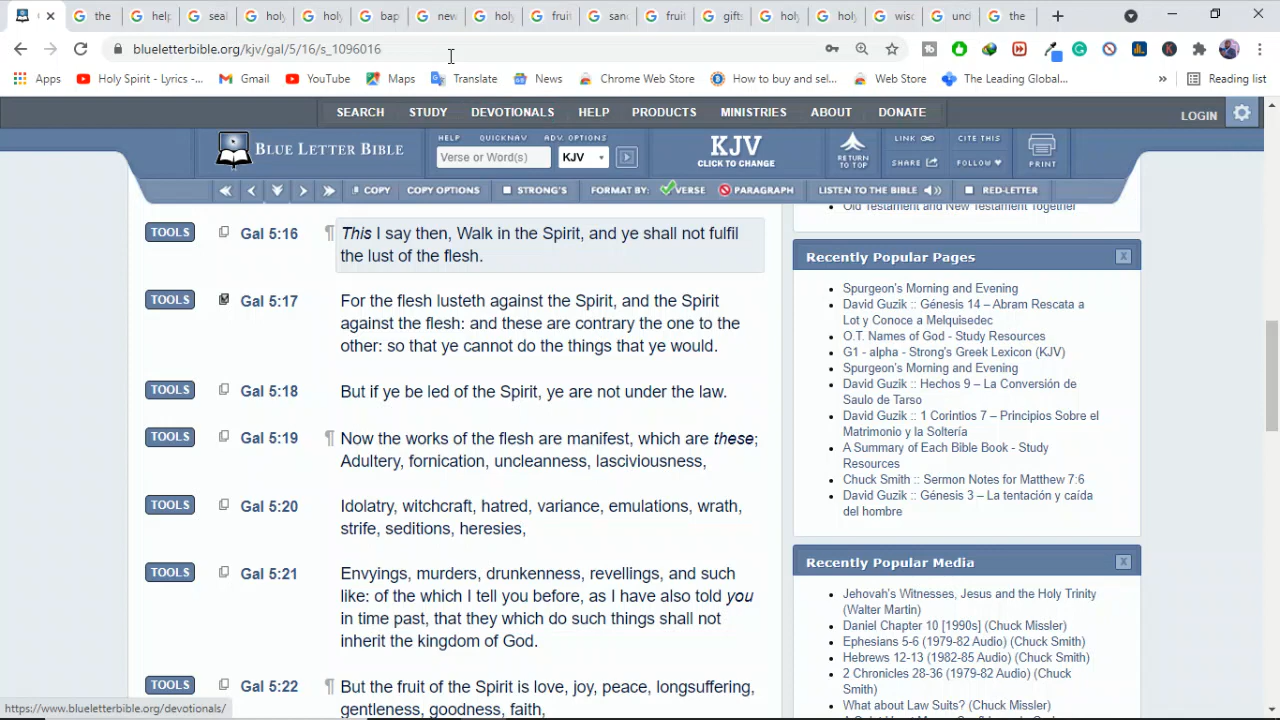 the
help
seal
holy
holy
bap
new
holy
fruit
sanc
fruit
gifts
holy
holy
wisc
und
the
blueletterbible.org/kjv/gal/5/16/s_1096016
Apps
Holy Spirit - Lyrics -...
Gmail
YouTube
Maps
Translate
News
Chrome Web Store
How to buy and sel...
Web Store
The Leading Global...
»
Reading list
SEARCH STUDY DEVOTIONALS HELP PRODUCTS MINISTRIES ABOUT DONATE
LOGIN
BLUE LETTER BIBLE
HELP QUICKNAV ADV. OPTIONS
Verse or Word(s)
KJV
KJV
CLICK TO CHANGE
RETURN
TO TOP
LINK
CITE THIS
SHARE
FOLLOW
PRINT
COPY
COPY OPTIONS
STRONG'S
FORMAT BY:
VERSE
PARAGRAPH
LISTEN TO THE BIBLE
RED-LETTER
TOOLS Gal 5:16 ¶ This I say then, Walk in the Spirit, and ye shall not fulfil
the lust of the flesh.
TOOLS Gal 5:17 For the flesh lusteth against the Spirit, and the Spirit
against the flesh: and these are contrary the one to the
other: so that ye cannot do the things that ye would.
TOOLS Gal 5:18 But if ye be led of the Spirit, ye are not under the law.
TOOLS Gal 5:19 ¶ Now the works of the flesh are manifest, which are these;
Adultery, fornication, uncleanness, lasciviousness,
TOOLS Gal 5:20 Idolatry, witchcraft, hatred, variance, emulations, wrath,
strife, seditions, heresies,
TOOLS Gal 5:21 Envyings, murders, drunkenness, revellings, and such
like: of the which I tell you before, as I have also told you
in time past, that they which do such things shall not
inherit the kingdom of God.
TOOLS Gal 5:22 ¶ But the fruit of the Spirit is love, joy, peace, longsuffering,
gentleness, goodness, faith,
Old Testament and New Testament Together
Recently Popular Pages
Spurgeon's Morning and Evening
David Guzik :: Génesis 14 – Abram Rescata a
Lot y Conoce a Melquisedec
O.T. Names of God - Study Resources
G1 - alpha - Strong's Greek Lexicon (KJV)
Spurgeon's Morning and Evening
David Guzik :: Hechos 9 – La Conversión de
Saulo de Tarso
David Guzik :: 1 Corintios 7 – Principios Sobre el
Matrimonio y la Soltería
A Summary of Each Bible Book - Study
Resources
Chuck Smith :: Sermon Notes for Matthew 7:6
David Guzik :: Génesis 3 – La tentación y caída
del hombre
Recently Popular Media
Jehovah's Witnesses, Jesus and the Holy Trinity
(Walter Martin)
Daniel Chapter 10 [1990s] (Chuck Missler)
Ephesians 5-6 (1979-82 Audio) (Chuck Smith)
Hebrews 12-13 (1982-85 Audio) (Chuck Smith)
2 Chronicles 28-36 (1979-82 Audio) (Chuck
Smith)
What about Law Suits? (Chuck Missler)
https://www.blueletterbible.org/devotionals/